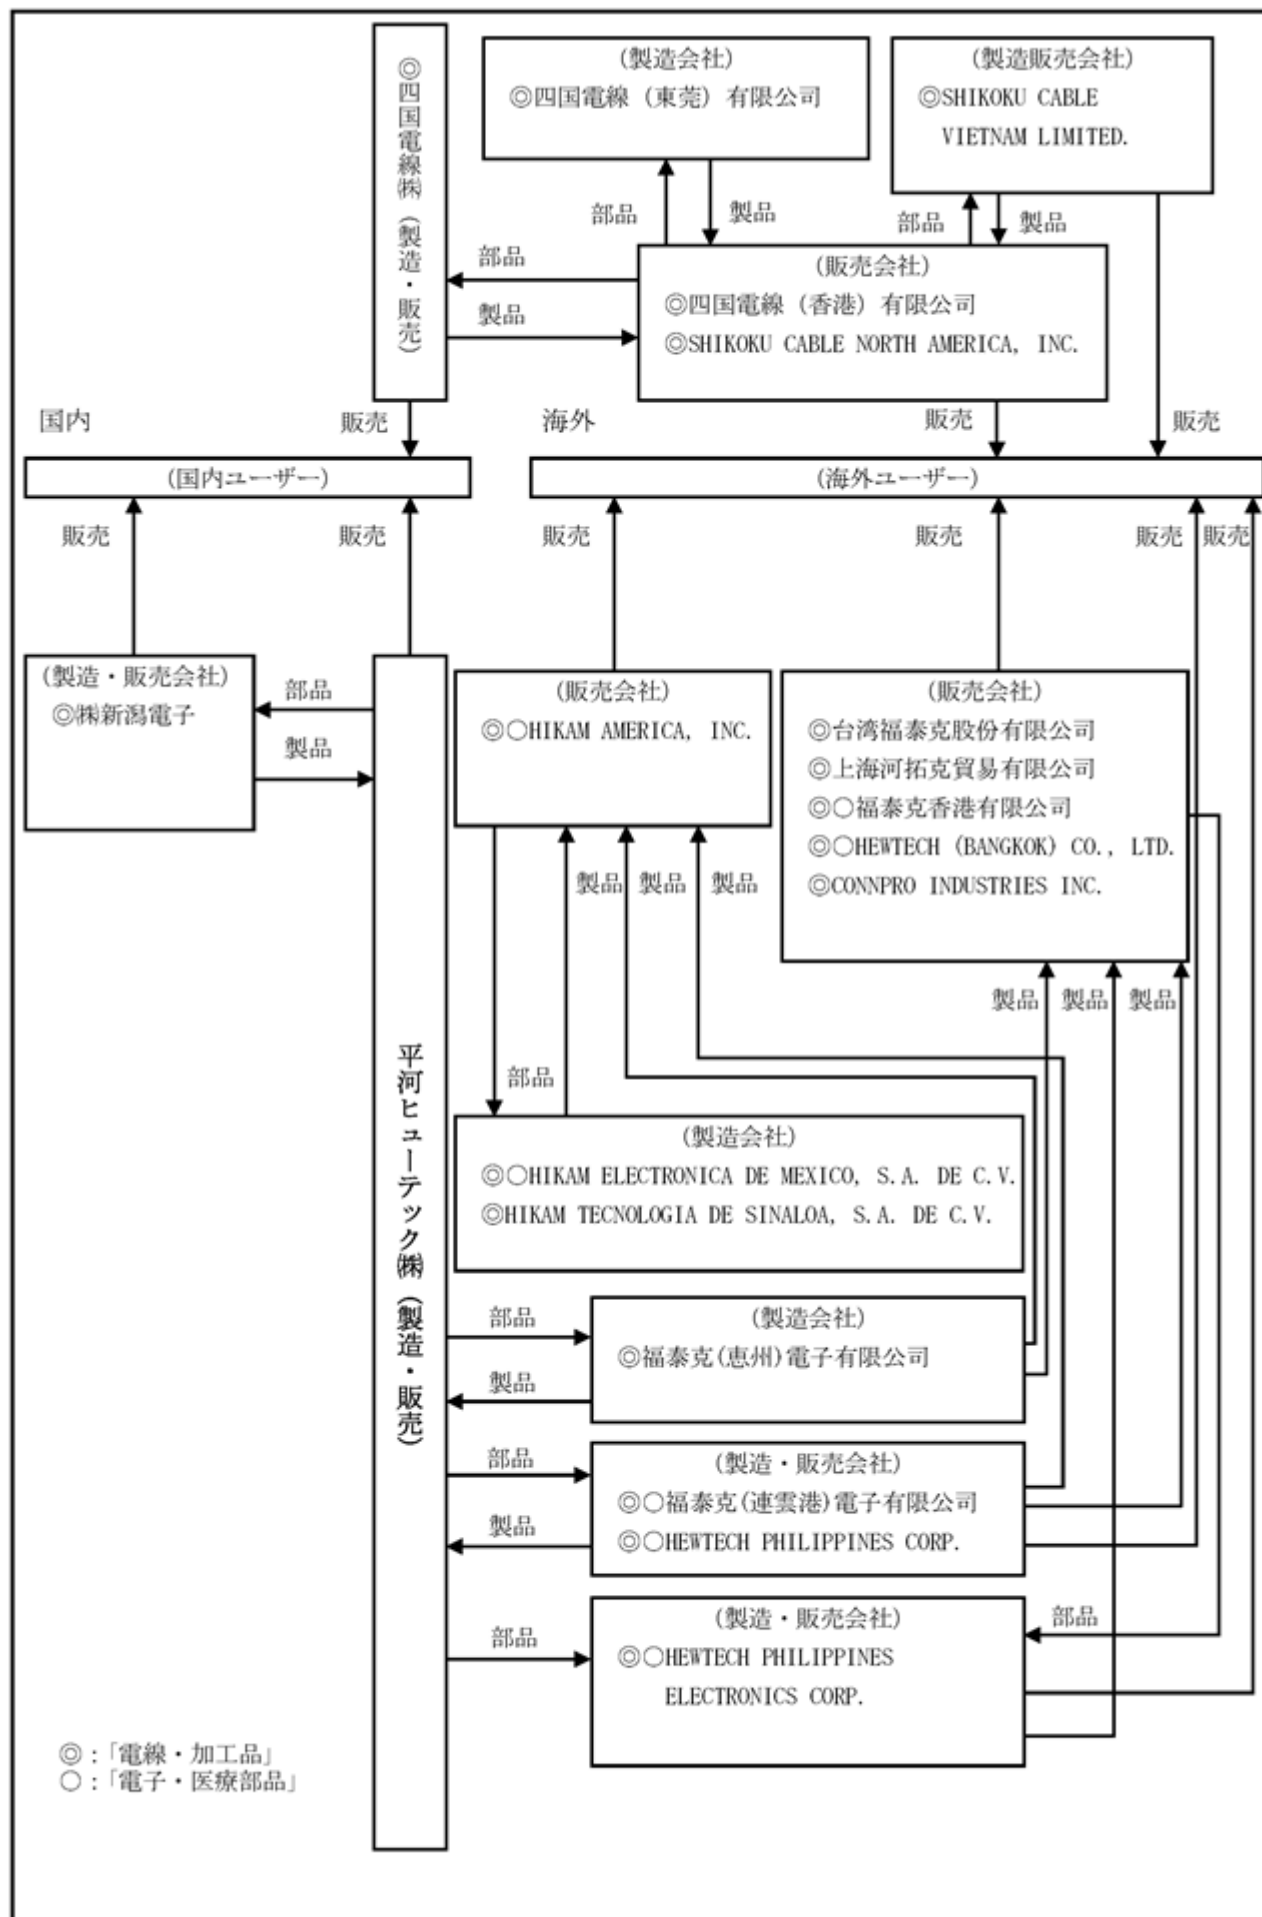 ◎四国電線㈱（製造・販売）
(製造会社)
◎四国電線（東莞）有限公司
(製造販売会社)
◎SHIKOKU CABLE
VIETNAM LIMITED.
部品
製品
部品
製品
部品
製品
(販売会社)
◎四国電線（香港）有限公司
◎SHIKOKU CABLE NORTH AMERICA, INC.
国内
販売
海外
販売
販売
(国内ユーザー)
(海外ユーザー)
販売
販売
販売
販売
販売
販売
(製造・販売会社)
◎㈱新潟電子
部品
製品
平河ヒューテック㈱（製造・販売）
(販売会社)
◎○HIKAM AMERICA, INC.
(販売会社)
◎台湾福泰克股份有限公司
◎上海河拓克貿易有限公司
◎○福泰克香港有限公司
◎○HEWTECH (BANGKOK) CO., LTD.
◎CONNPRO INDUSTRIES INC.
製品
製品
製品
製品
製品
製品
部品
(製造会社)
◎○HIKAM ELECTRONICA DE MEXICO, S.A. DE C.V.
◎HIKAM TECNOLOGIA DE SINALOA, S.A. DE C.V.
部品
製品
(製造会社)
◎福泰克(恵州)電子有限公司
部品
製品
(製造・販売会社)
◎○福泰克(連雲港)電子有限公司
◎○HEWTECH PHILIPPINES CORP.
部品
(製造・販売会社)
◎○HEWTECH PHILIPPINES
ELECTRONICS CORP.
部品
◎：「電線・加工品」
○：「電子・医療部品」